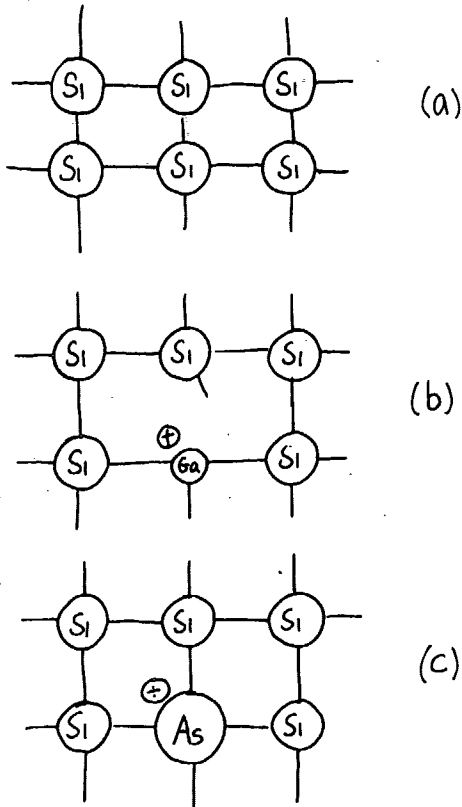 Si Si Si
(a)
Si Si Si
Si Si Si
(b)
+
Si Ga Si
Si Si Si
(c)
+
Si As Si